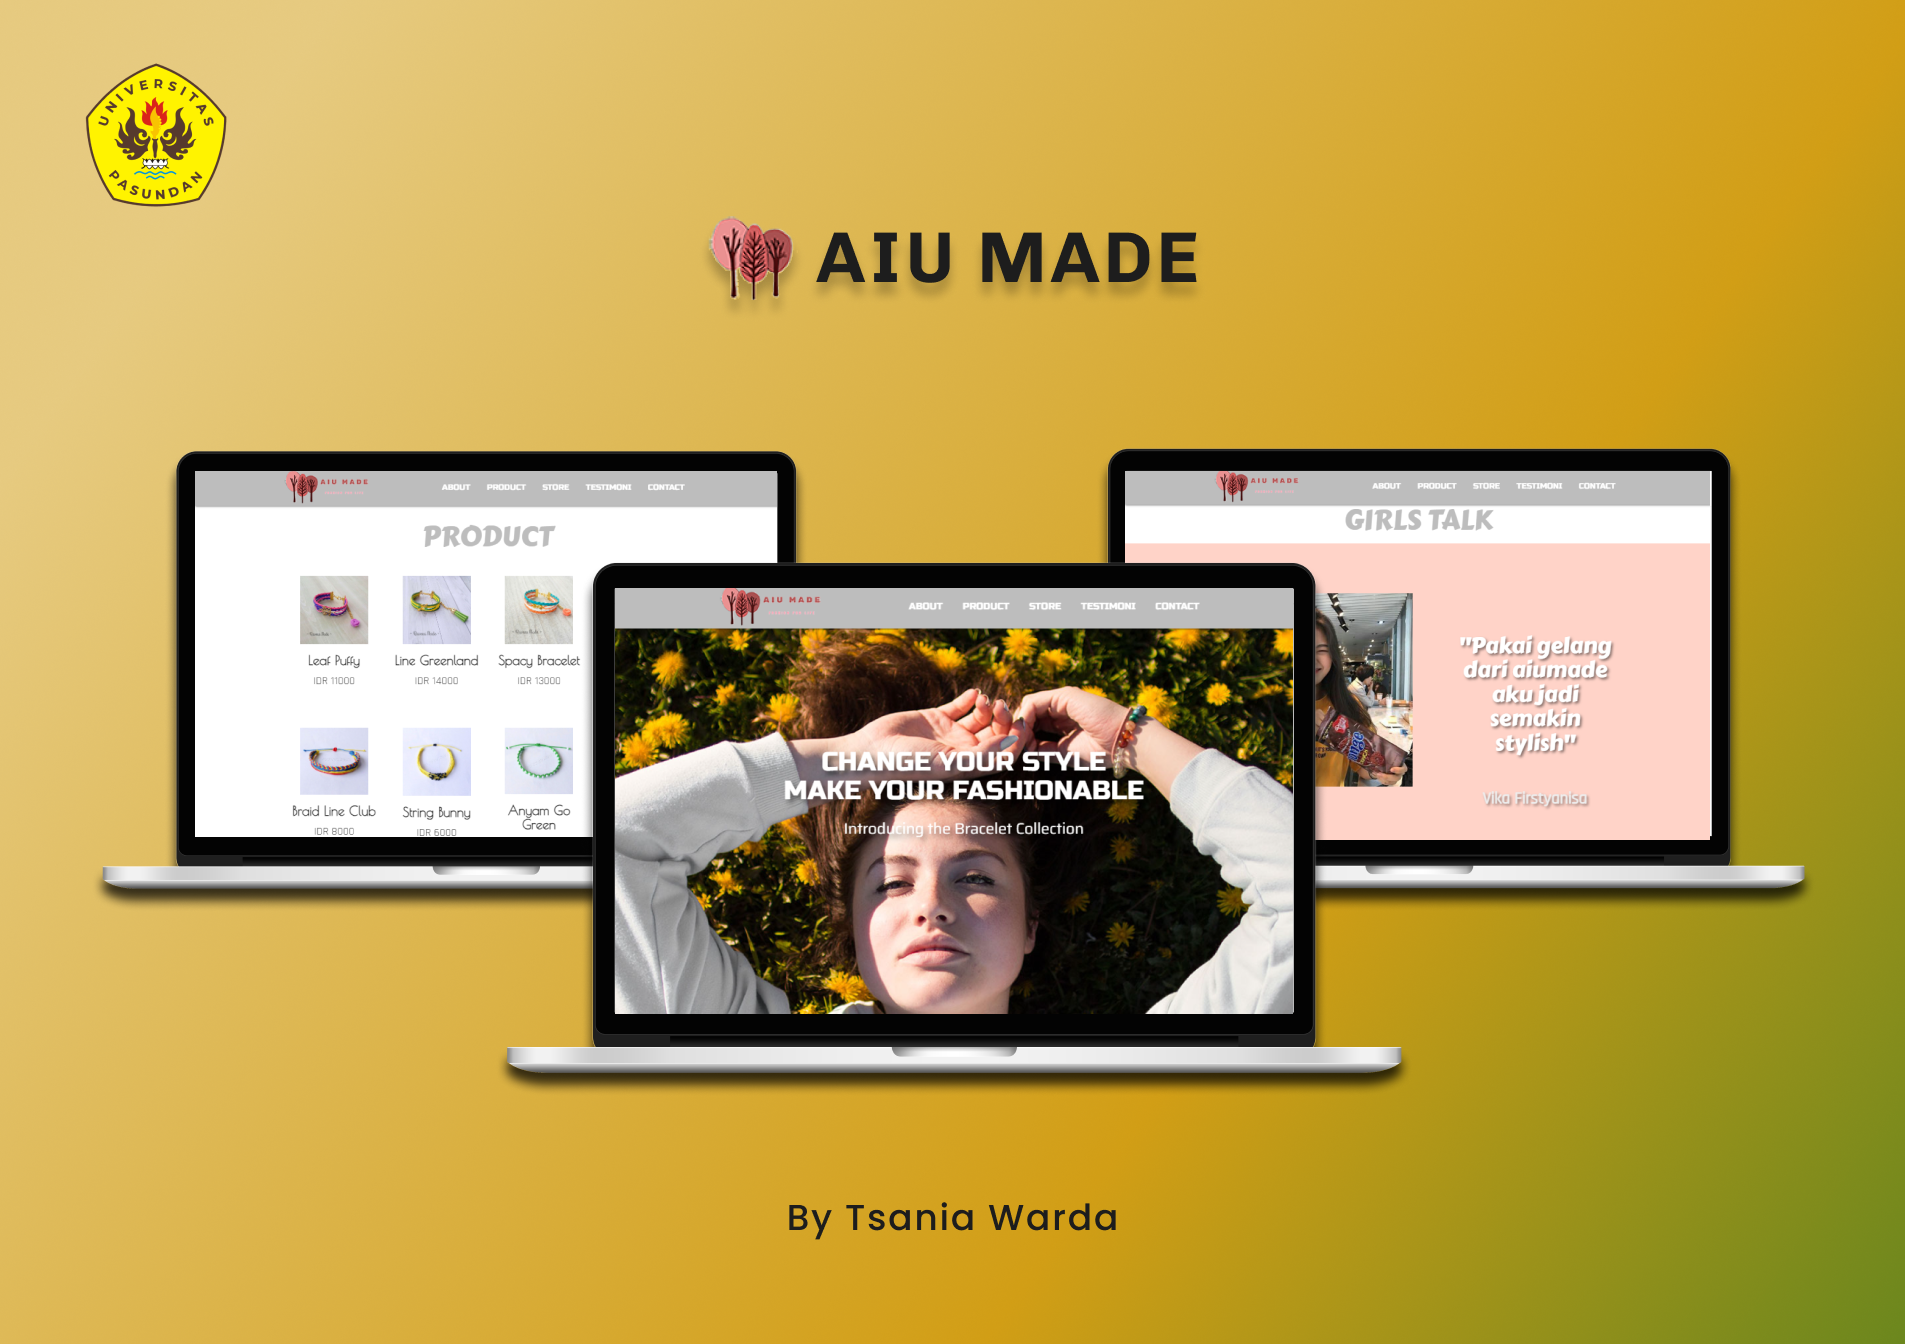 UNIVERSITAS
PASUNDAN
AIU MADE
AIU MADE
ABOUT PRODUCT STORE TESTIMONI CONTACT
PRODUCT
Leaf Puffy
IDR 11000
Line Greenland
IDR 14000
Spacy Bracelet
IDR 13000
Braid Line Club
IDR 8000
String Bunny
IDR 6000
Anyam Go
Green
AIU MADE
ABOUT PRODUCT STORE TESTIMONI CONTACT
CHANGE YOUR STYLE
MAKE YOUR FASHIONABLE
Introducing the Bracelet Collection
AIU MADE
ABOUT PRODUCT STORE TESTIMONI CONTACT
GIRLS TALK
"Pakai gelang
dari aiumade
aku jadi
semakin
stylish"
Vika Firstyanisa
By Tsania Warda